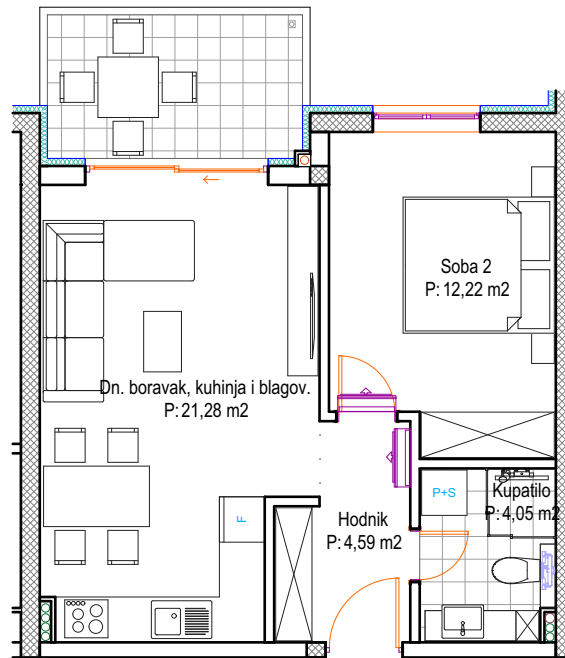 Soba 2
P: 12,22 m2
Dn. boravak, kuhinja i blagov.
P: 21,28 m2
P+S
Kupatilo
P: 4,05 m2
F
Hodnik
P: 4,59 m2